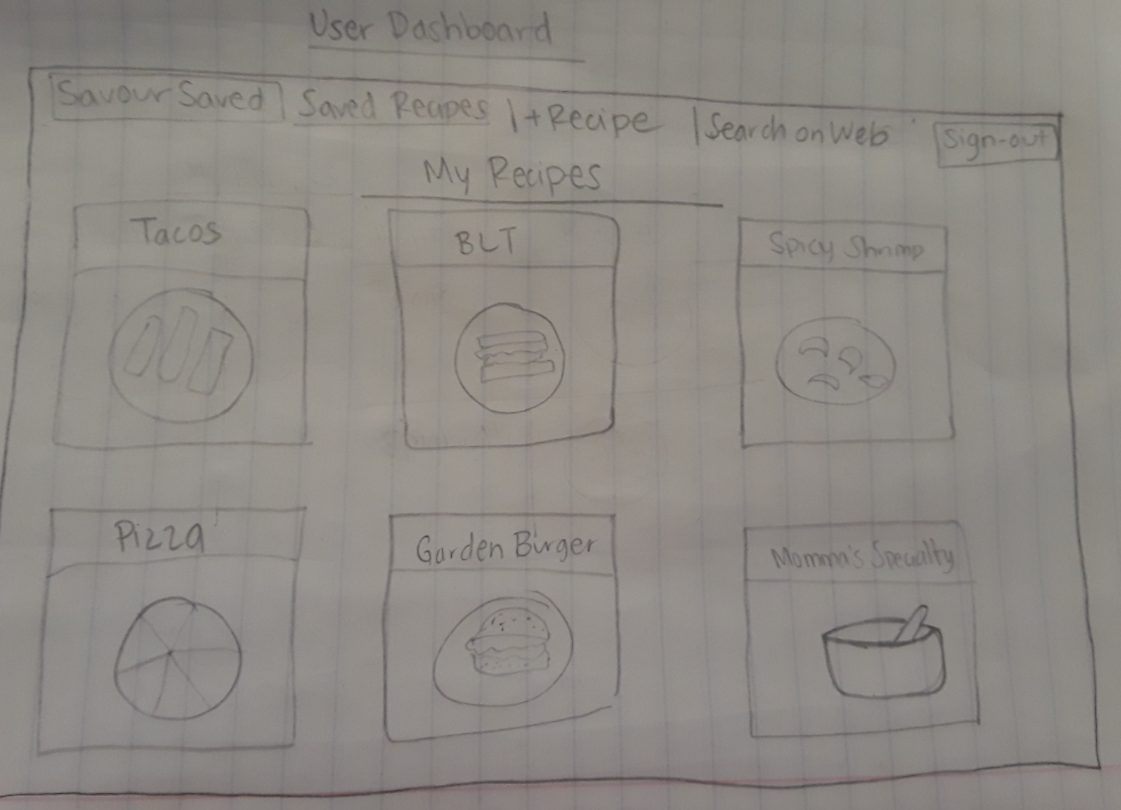 User Dashboard
Savour Saved | Saved Recipes | + Recipe | Search on Web Sign-out
My Recipes
Tacos BLT Spicy Shrimp
Pizza Garden Burger Momma's Specialty